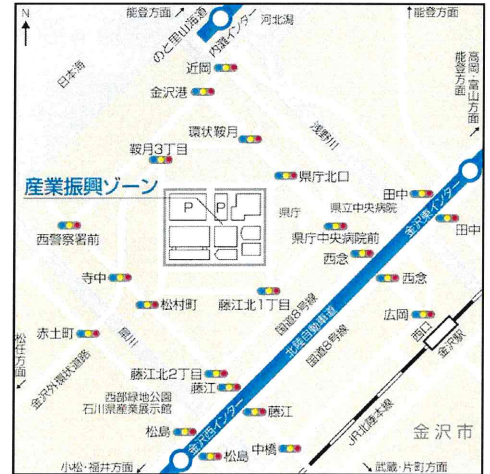 N
能登方面
のと里山海道
内灘インター
河北潟
能登方面
日本海
近岡
金沢港
高岡・富山方面
能登方面
環状鞍月
浅野川
鞍月3丁目
県庁北口
産業振興ゾーン
P
P
県庁
県立中央病院
田中
金沢東インター
田中
西警察署前
県庁中央病院前
西念
西念
寺中
松村町
藤江北1丁目
国道8号線
広岡
西口
金沢駅
松任方面
赤土町
犀川
北陸自動車道
国道8号線
金沢外環状道路
藤江北2丁目
藤江
西部緑地公園
石川県産業展示館
藤江
JR北陸本線
金沢市
松島
金沢西インター
松島
中橋
小松・福井方面
武蔵・片町方面